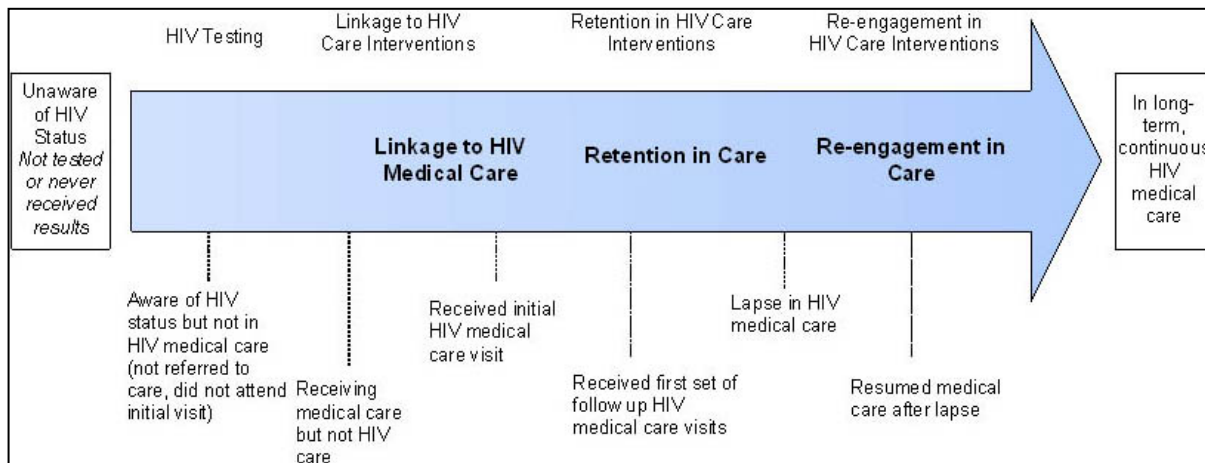 HIV Testing
Linkage to HIV
Care Interventions
Retention in HIV Care
Interventions
Re-engagement in
HIV Care Interventions
Unaware
of HIV
Status
Not tested
or never
received
results
Linkage to HIV
Medical Care
Retention in Care
Re-engagement in
Care
In long-
term,
continuous
HIV
medical
care
Aware of HIV
status but not in
HIV medical care
(not referred to
care, did not attend
initial visit)
Receiving
medical care
but not HIV
care
Received initial
HIV medical
care visit
Received first set of
follow up HIV
medical care visits
Lapse in HIV
medical care
Resumed medical
care after lapse